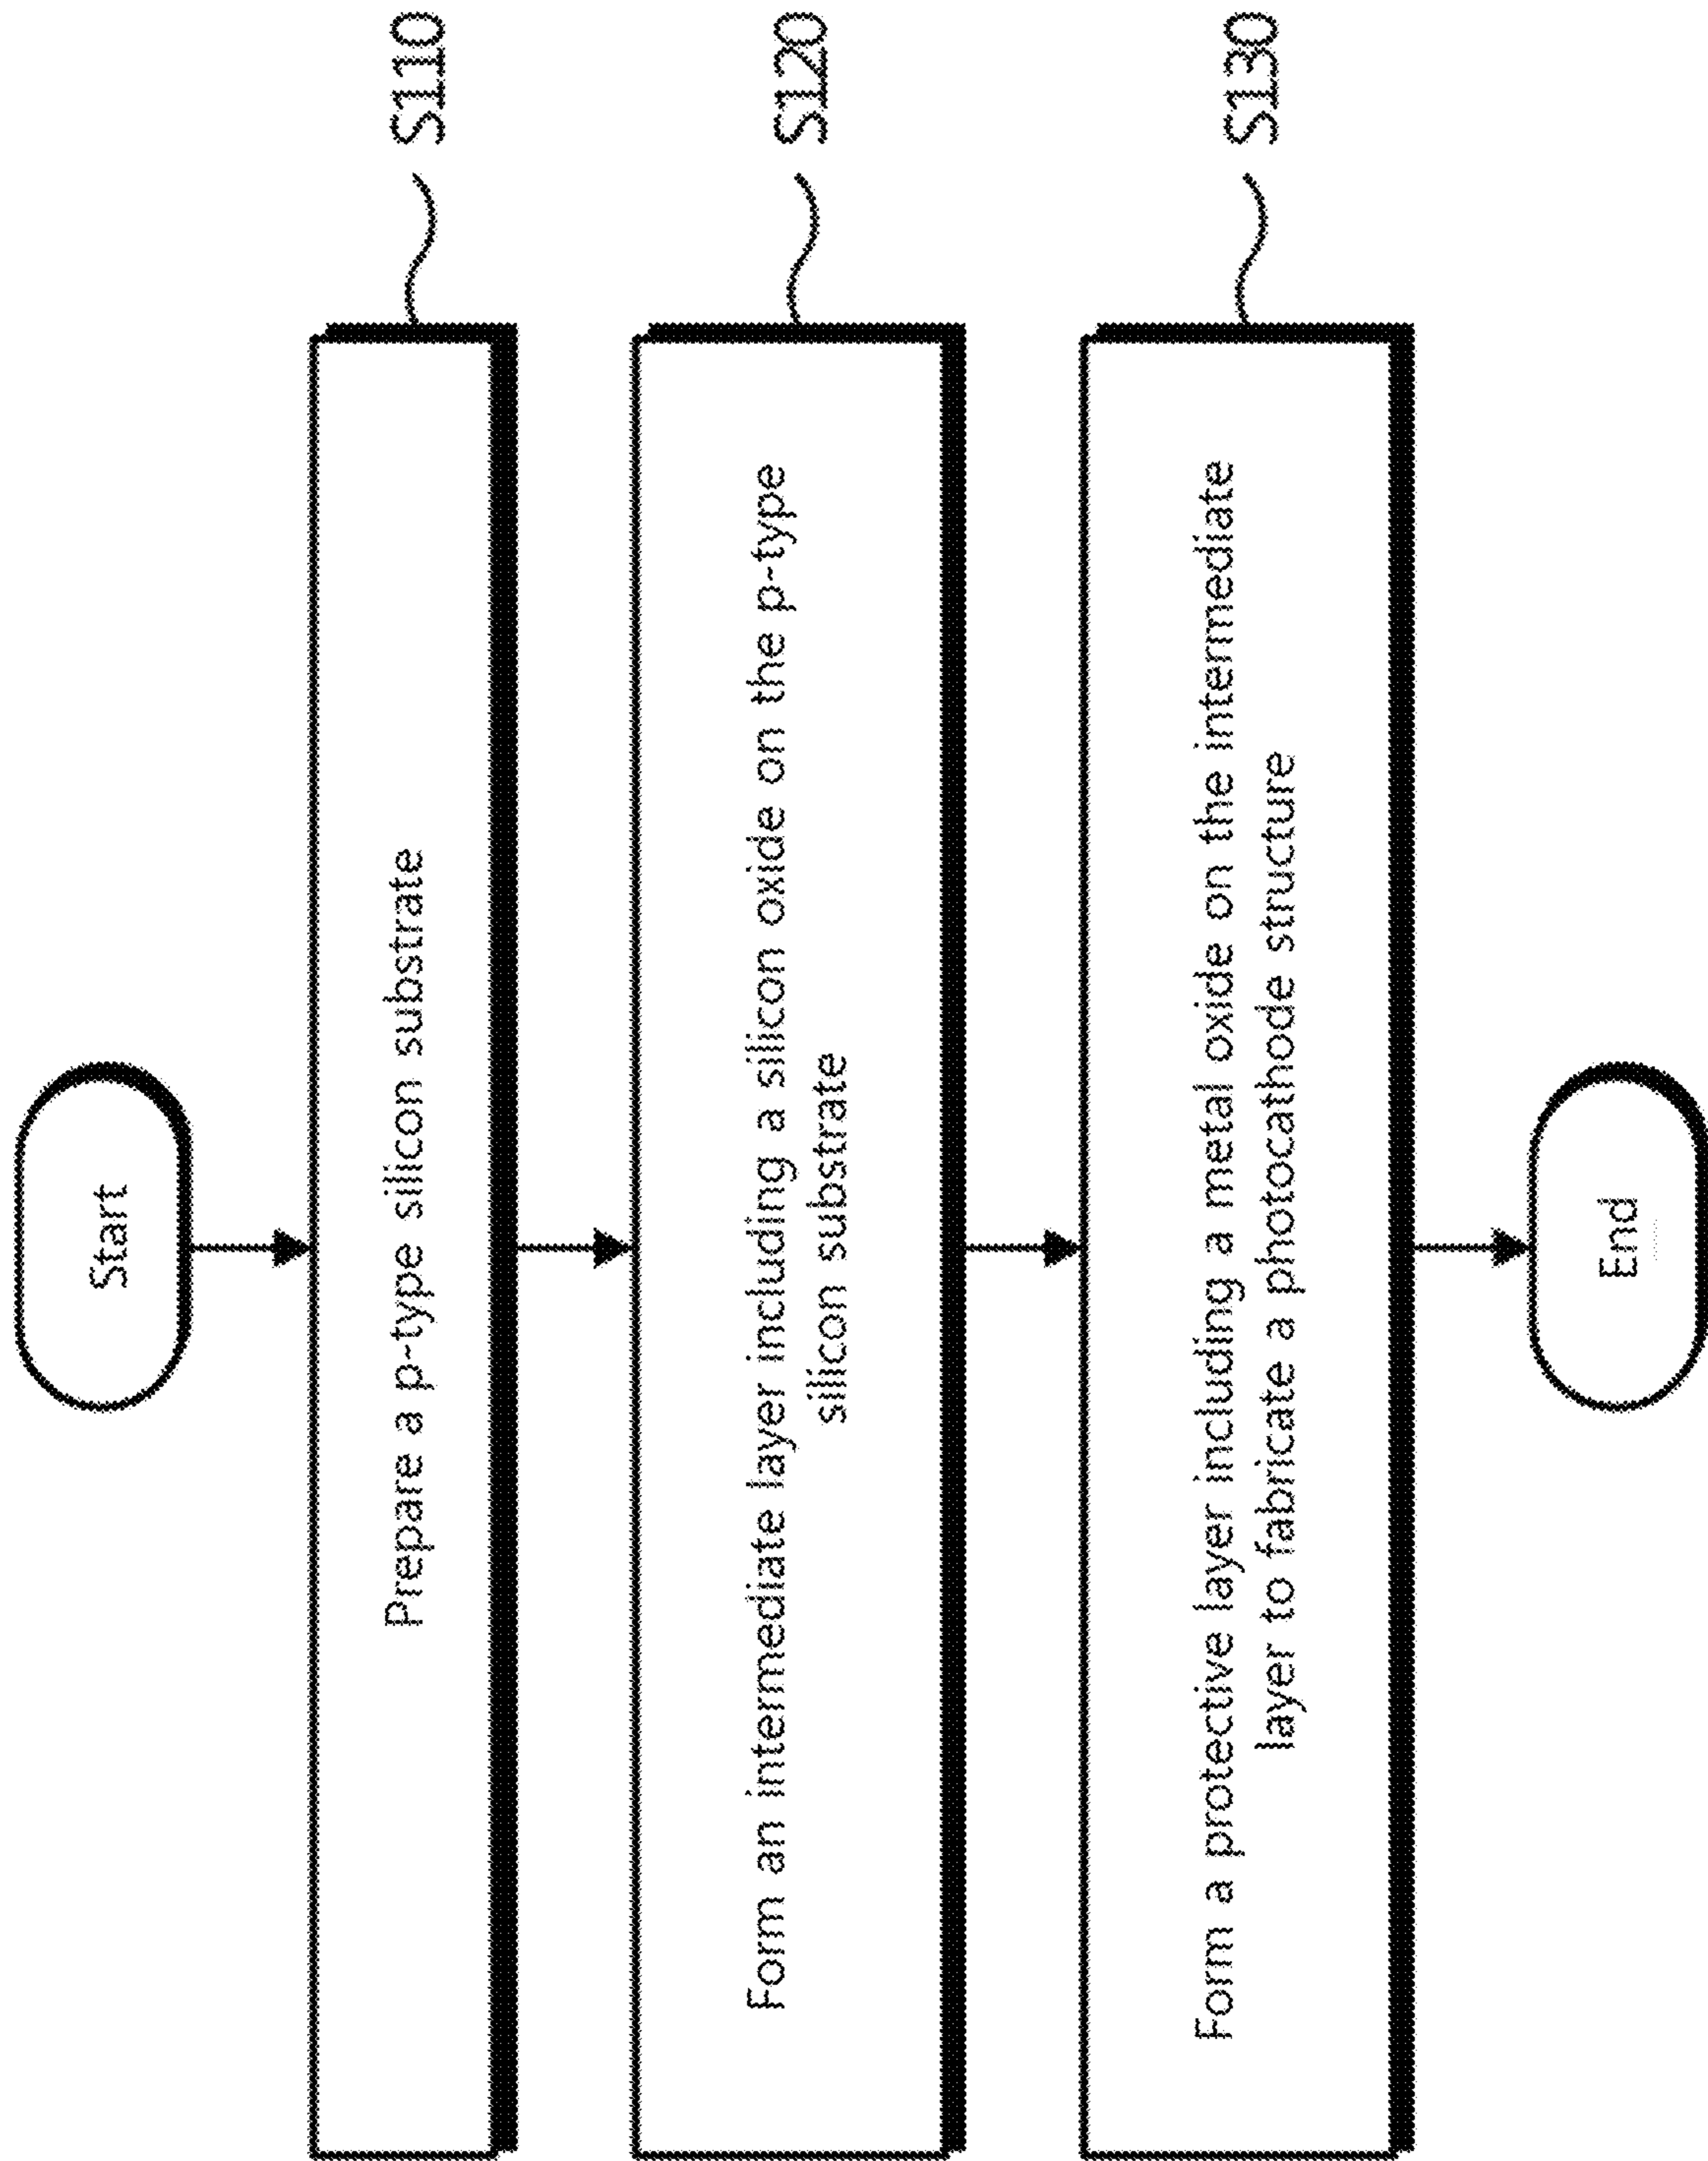 Start
Prepare a p-type silicon substrate
S110
Form an intermediate layer including a silicon oxide on the p-type
silicon substrate
S120
Form a protective layer including a metal oxide on the intermediate
layer to fabricate a photocathode structure
S130
End